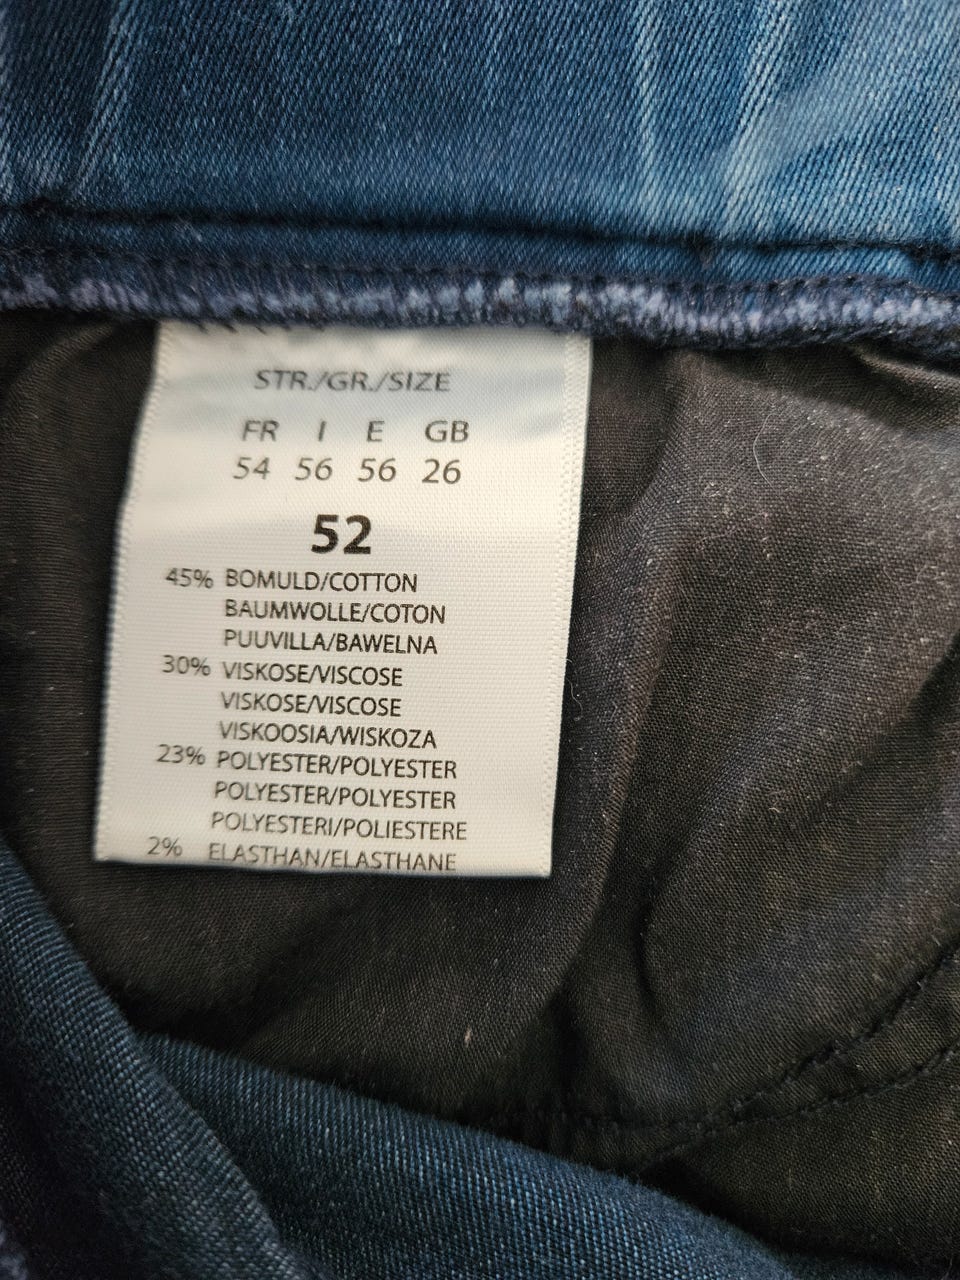 STR./GR./SIZE
FR I E GB
54 56 56 26
52
45% BOMULD/COTTON
BAUMWOLLE/COTON
PUUVILLA/BAWELNA
30% VISKOSE/VISCOSE
VISKOSE/VISCOSE
VISKOOSIA/WISKOZA
23% POLYESTER/POLYESTER
POLYESTER/POLYESTER
POLYESTERI/POLIESTERE
2% ELASTHAN/ELASTHANE